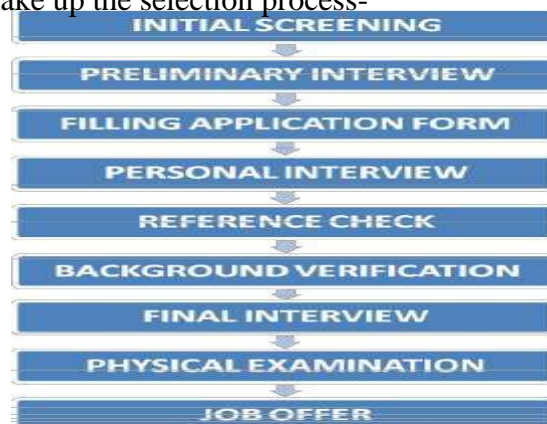 ake up the selection process-
INITIAL SCREENING
PRELIMINARY INTERVIEW
FILLING APPLICATION FORM
PERSONAL INTERVIEW
REFERENCE CHECK
BACKGROUND VERIFICATION
FINAL INTERVIEW
PHYSICAL EXAMINATION
JOB OFFER